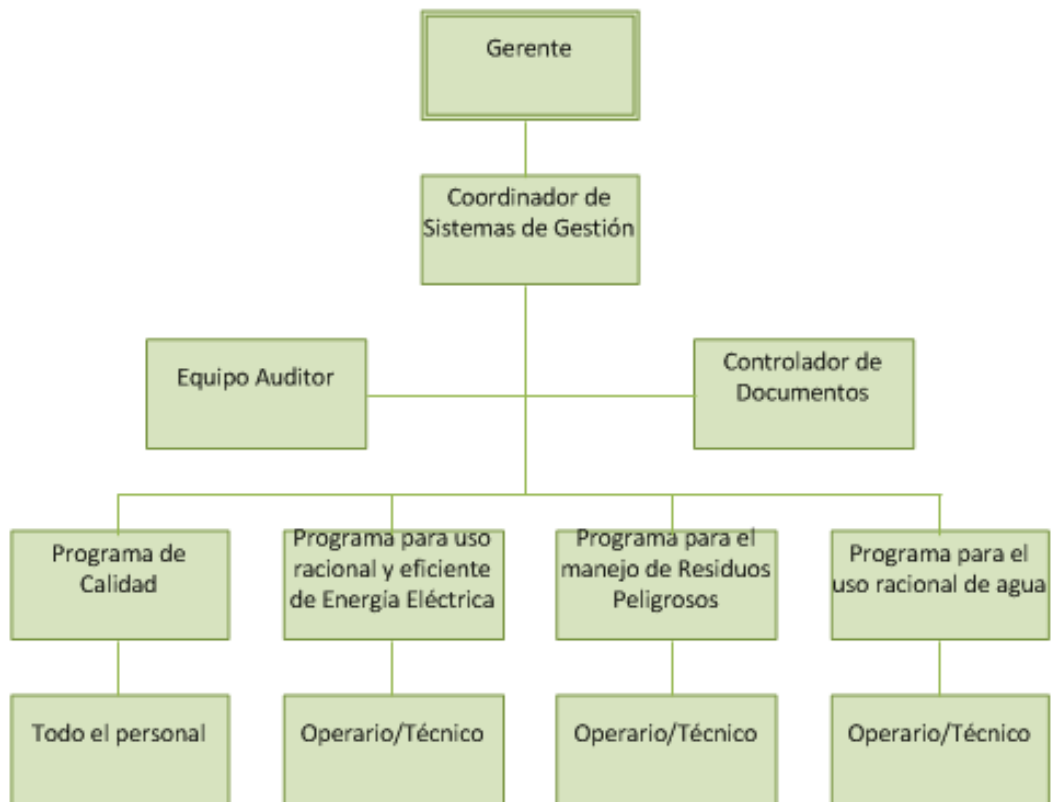 Gerente
Coordinador de
Sistemas de Gestión
Equipo Auditor
Controlador de
Documentos
Programa de
Calidad
Programa para uso
racional y eficiente
de Energía Eléctrica
Programa para el
manejo de Residuos
Peligrosos
Programa para el
uso racional de agua
Todo el personal
Operario/Técnico
Operario/Técnico
Operario/Técnico